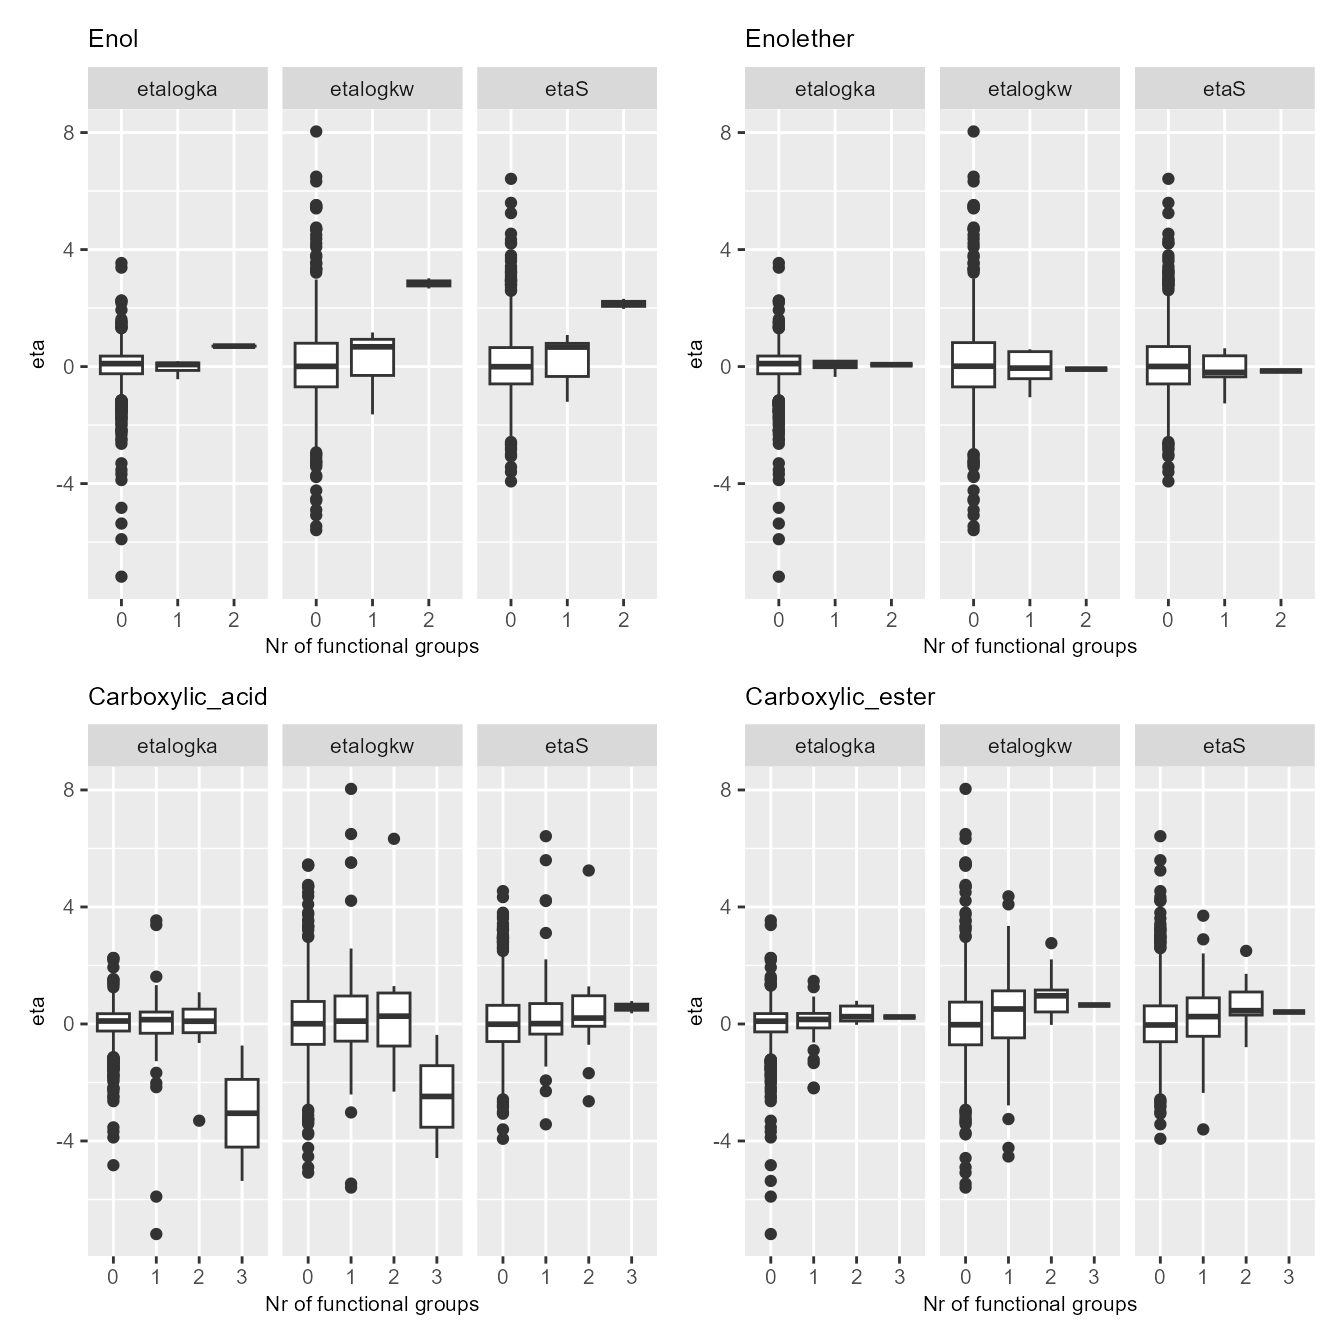 Enol
etalogka etalogkw etaS
8
4
0
-4
eta
0 1 2 0 1 2 0 1 2
Nr of functional groups
Enolether
etalogka etalogkw etaS
8
4
0
-4
eta
0 1 2 0 1 2 0 1 2
Nr of functional groups
Carboxylic_acid
etalogka etalogkw etaS
8
4
0
-4
eta
0 1 2 3 0 1 2 3 0 1 2 3
Nr of functional groups
Carboxylic_ester
etalogka etalogkw etaS
8
4
0
-4
eta
0 1 2 3 0 1 2 3 0 1 2 3
Nr of functional groups